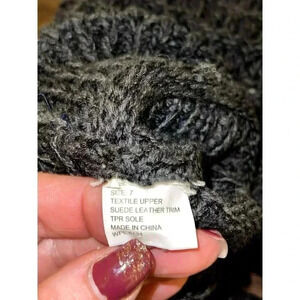 SIZE: 7
TEXTILE UPPER
SUEDE LEATHER TRIM
TPR SOLE
MADE IN CHINA